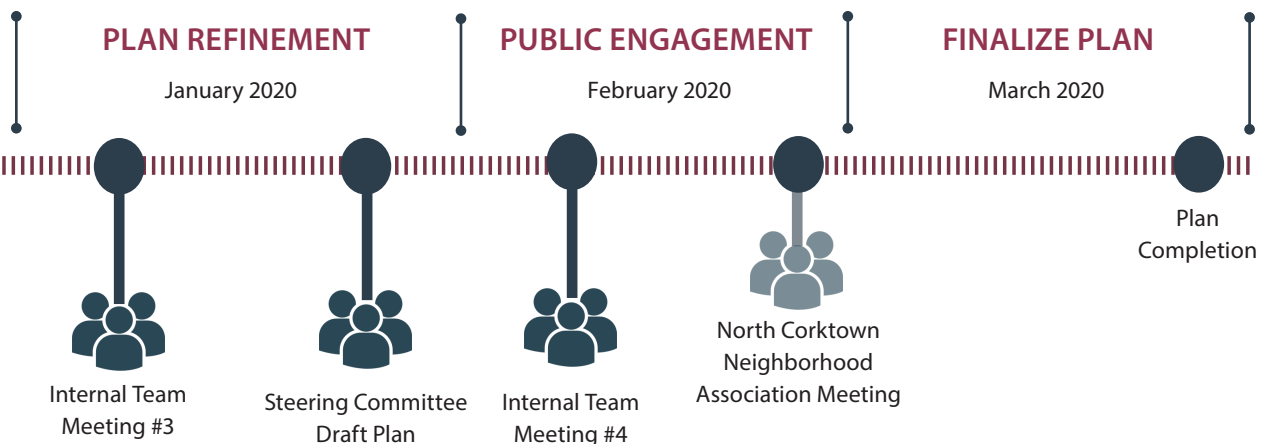 PLAN REFINEMENT
January 2020
PUBLIC ENGAGEMENT
February 2020
FINALIZE PLAN
March 2020
Internal Team
Meeting #3
Steering Committee
Draft Plan
Internal Team
Meeting #4
North Corktown
Neighborhood
Association Meeting
Plan
Completion